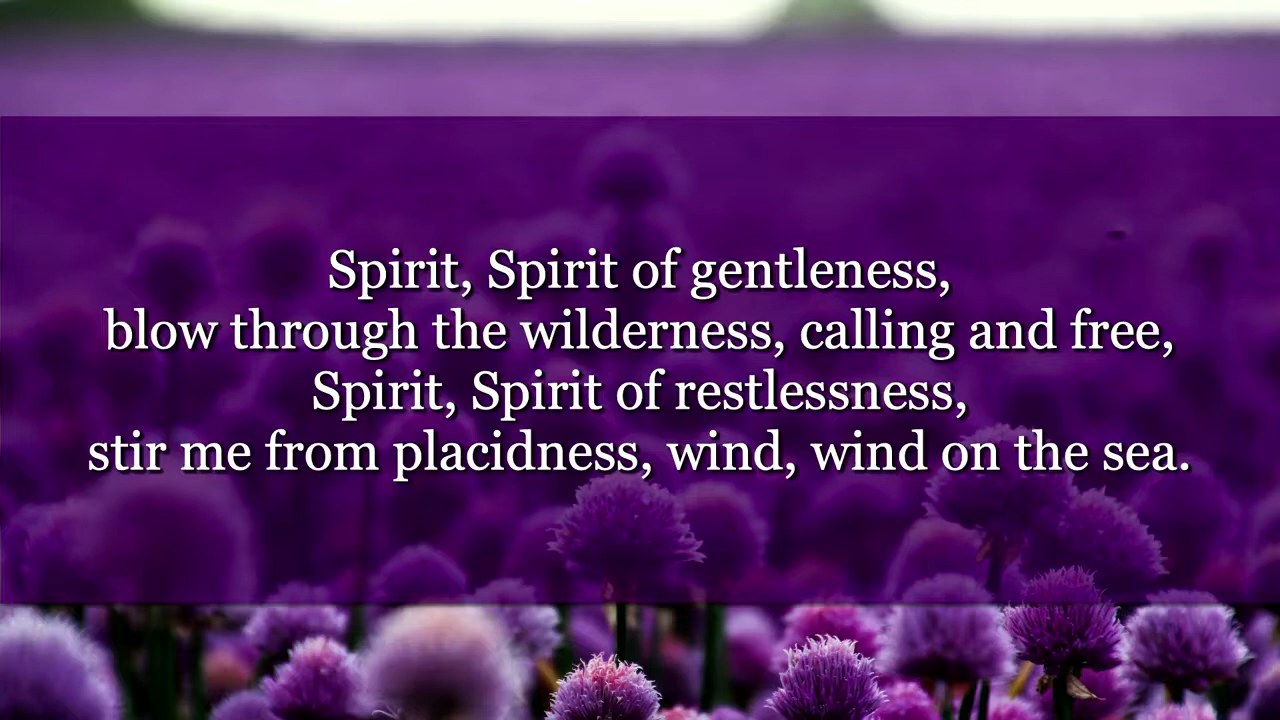 Spirit, Spirit of gentleness,
blow through the wilderness, calling and free,
Spirit, Spirit of restlessness,
stir me from placidness, wind, wind on the sea.